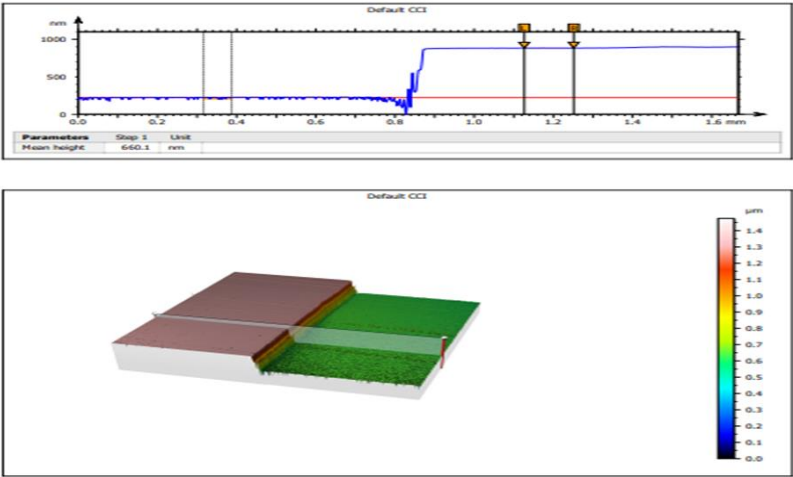 Default CCI
nm
1000
500
0
0.0 0.2 0.4 0.6 0.8 1.0 1.2 1.4 1.6 mm
Parameters Step 1 Unit
Mean height 660.1 nm
Default CCI
µm
1.4
1.3
1.2
1.1
1.0
0.9
0.8
0.7
0.6
0.5
0.4
0.3
0.2
0.1
0.0